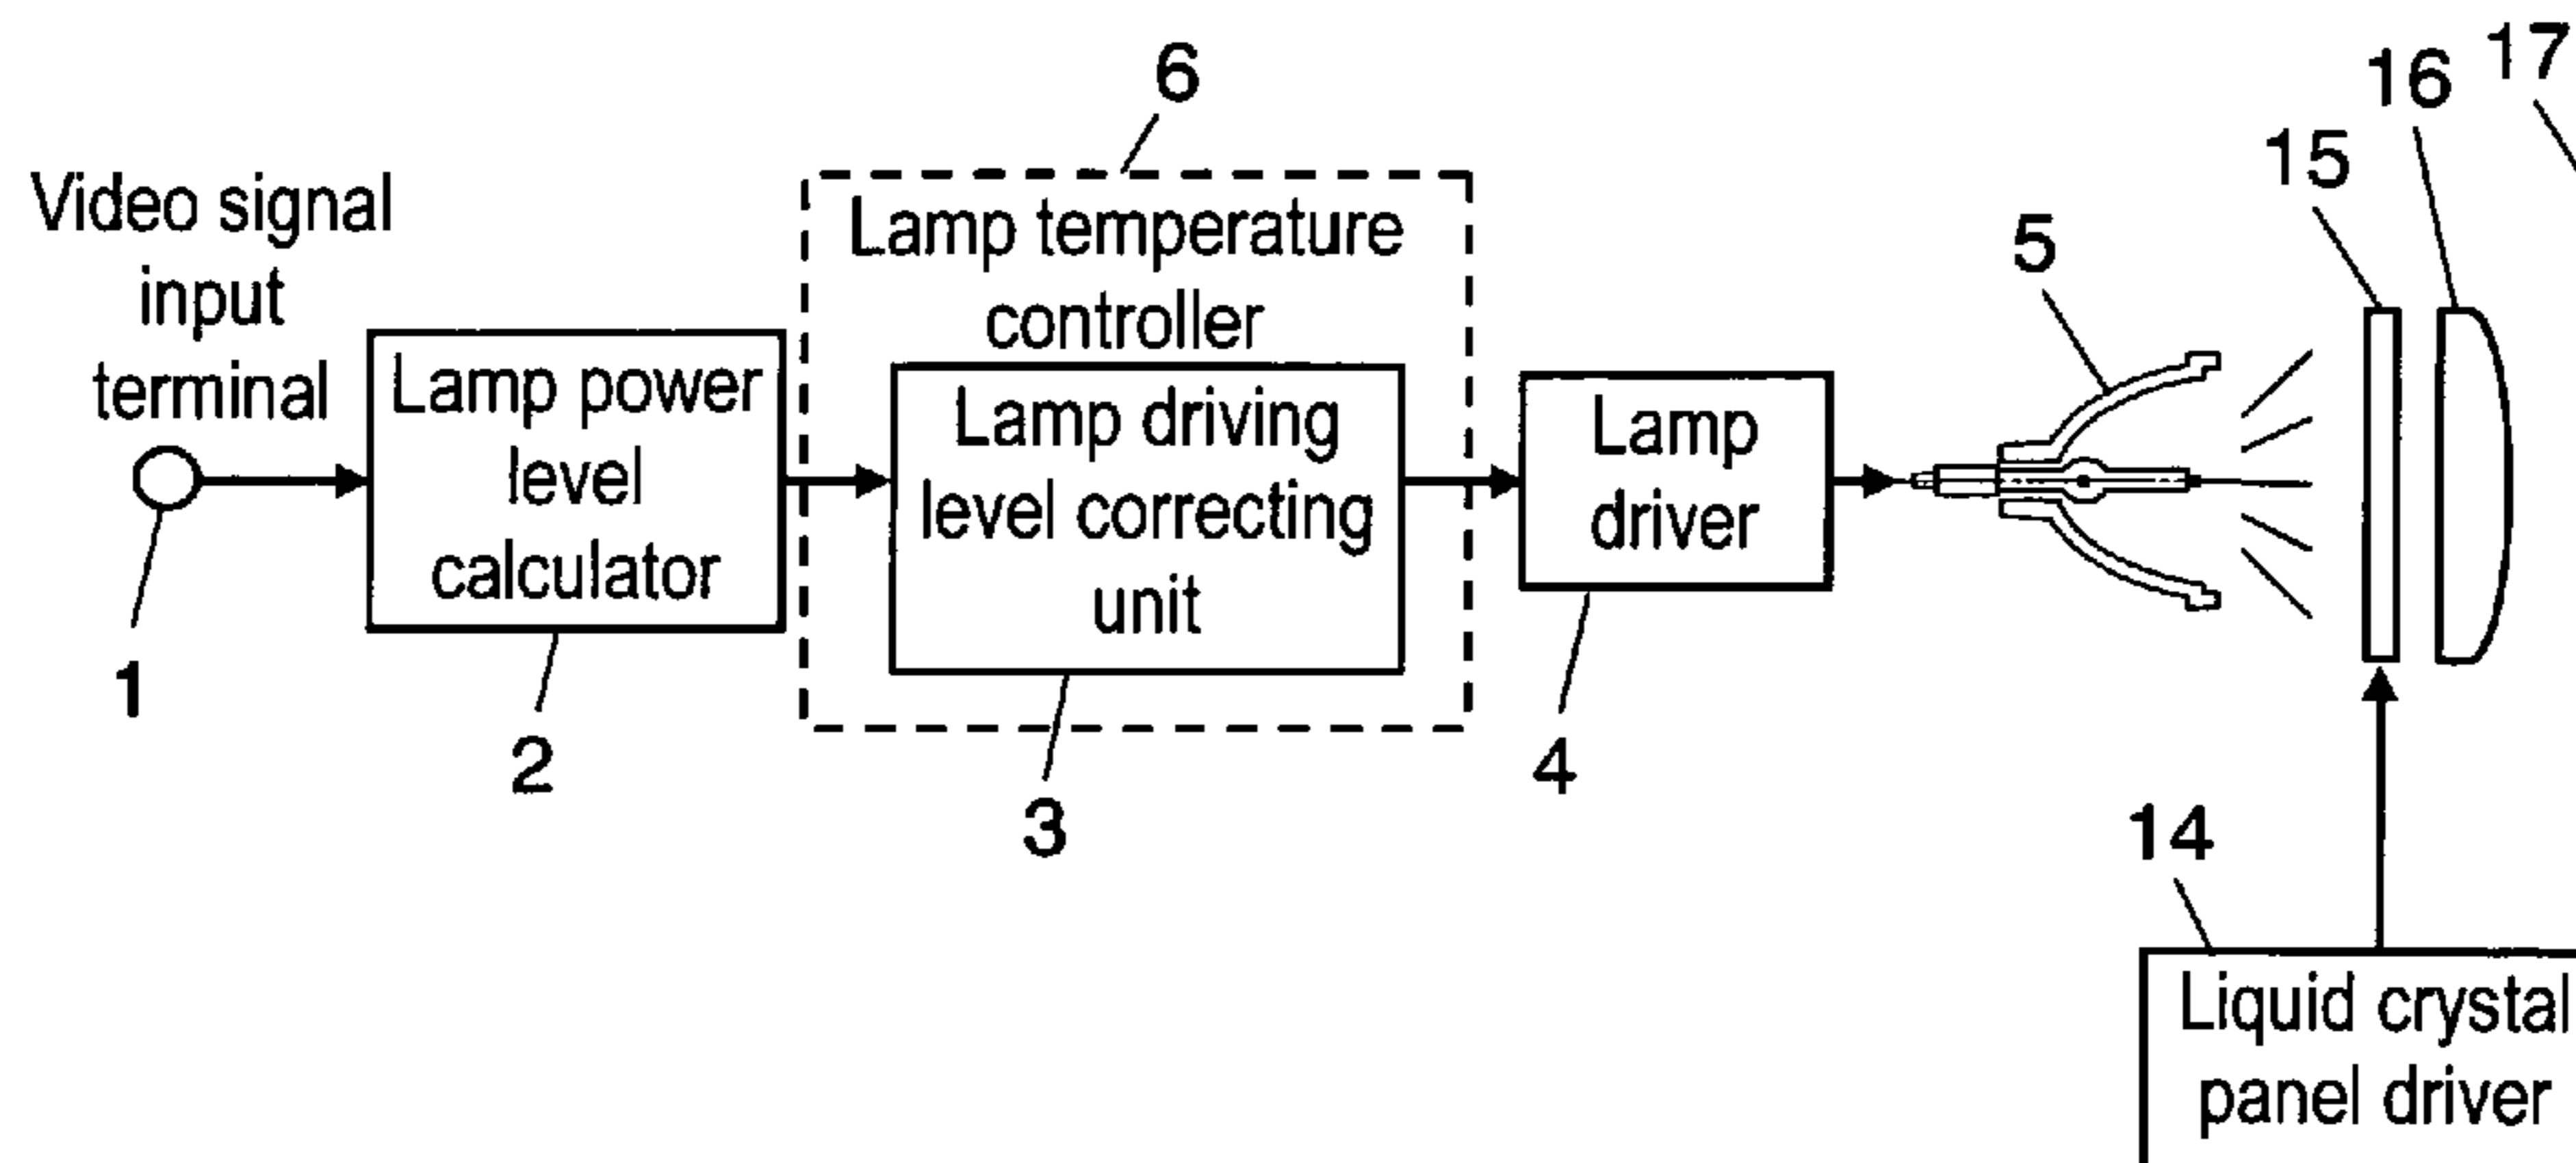 6
16 17
15
Video signal
input
terminal
Lamp temperature
controller
5
Lamp power
level
calculator
Lamp driving
level correcting
unit
Lamp
driver
1
2
3
4
14
Liquid crystal
panel driver